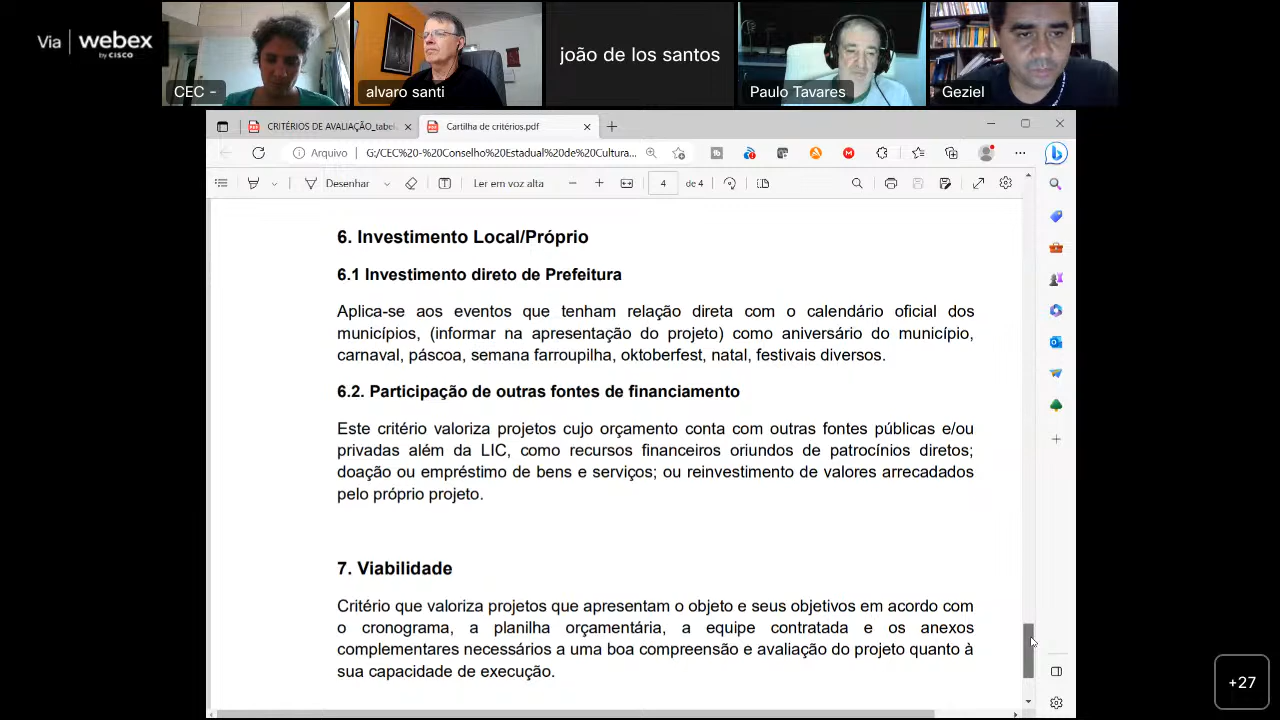 Via | webex
by CISCO
CEC -
alvaro santi
joão de los santos
Paulo Tavares
Geziel
CRITÉRIOS DE AVALIAÇÃO_tabel
Cartilha de critérios.pdf
Arquivo
G:/CEC%20-%20Conselho%20Estadual%20de%20Cultura...
Desenhar
Ler em voz alta
4
de 4
6. Investimento Local/Próprio
6.1 Investimento direto de Prefeitura
Aplica-se aos eventos que tenham relação direta com o calendário oficial dos
municípios, (informar na apresentação do projeto) como aniversário do município,
carnaval, páscoa, semana farroupilha, oktoberfest, natal, festivais diversos.
6.2. Participação de outras fontes de financiamento
Este critério valoriza projetos cujo orçamento conta com outras fontes públicas e/ou
privadas além da LIC, como recursos financeiros oriundos de patrocínios diretos;
doação ou empréstimo de bens e serviços; ou reinvestimento de valores arrecadados
pelo próprio projeto.
7. Viabilidade
Critério que valoriza projetos que apresentam o objeto e seus objetivos em acordo com
o cronograma, a planilha orçamentária, a equipe contratada e os anexos
complementares necessários a uma boa compreensão e avaliação do projeto quanto à
sua capacidade de execução.
+27